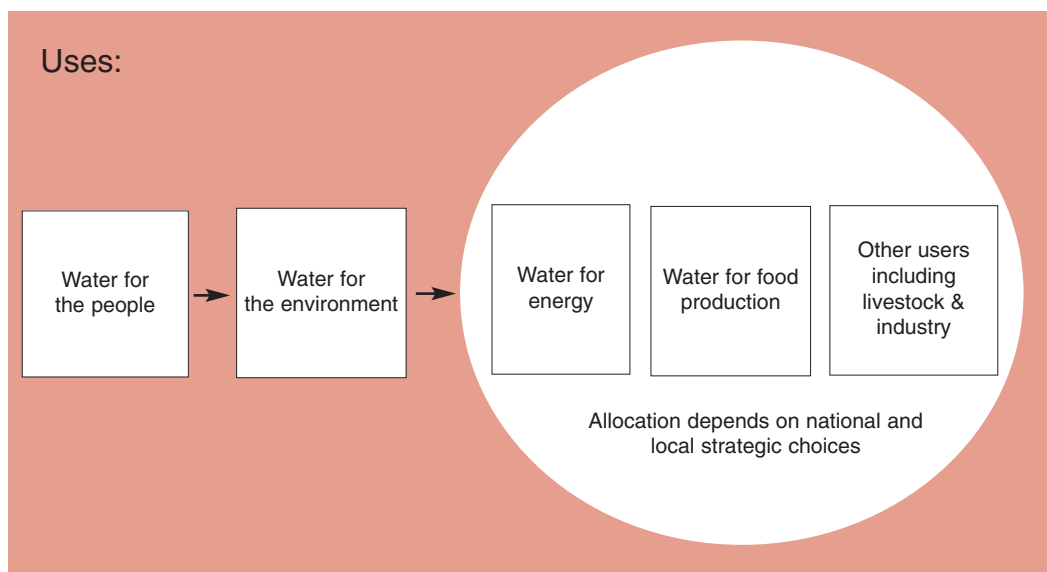 Uses:
Water for
the people
Water for
the environment
Water for
energy
Water for food
production
Other users
including
livestock &
industry
Allocation depends on national and
local strategic choices